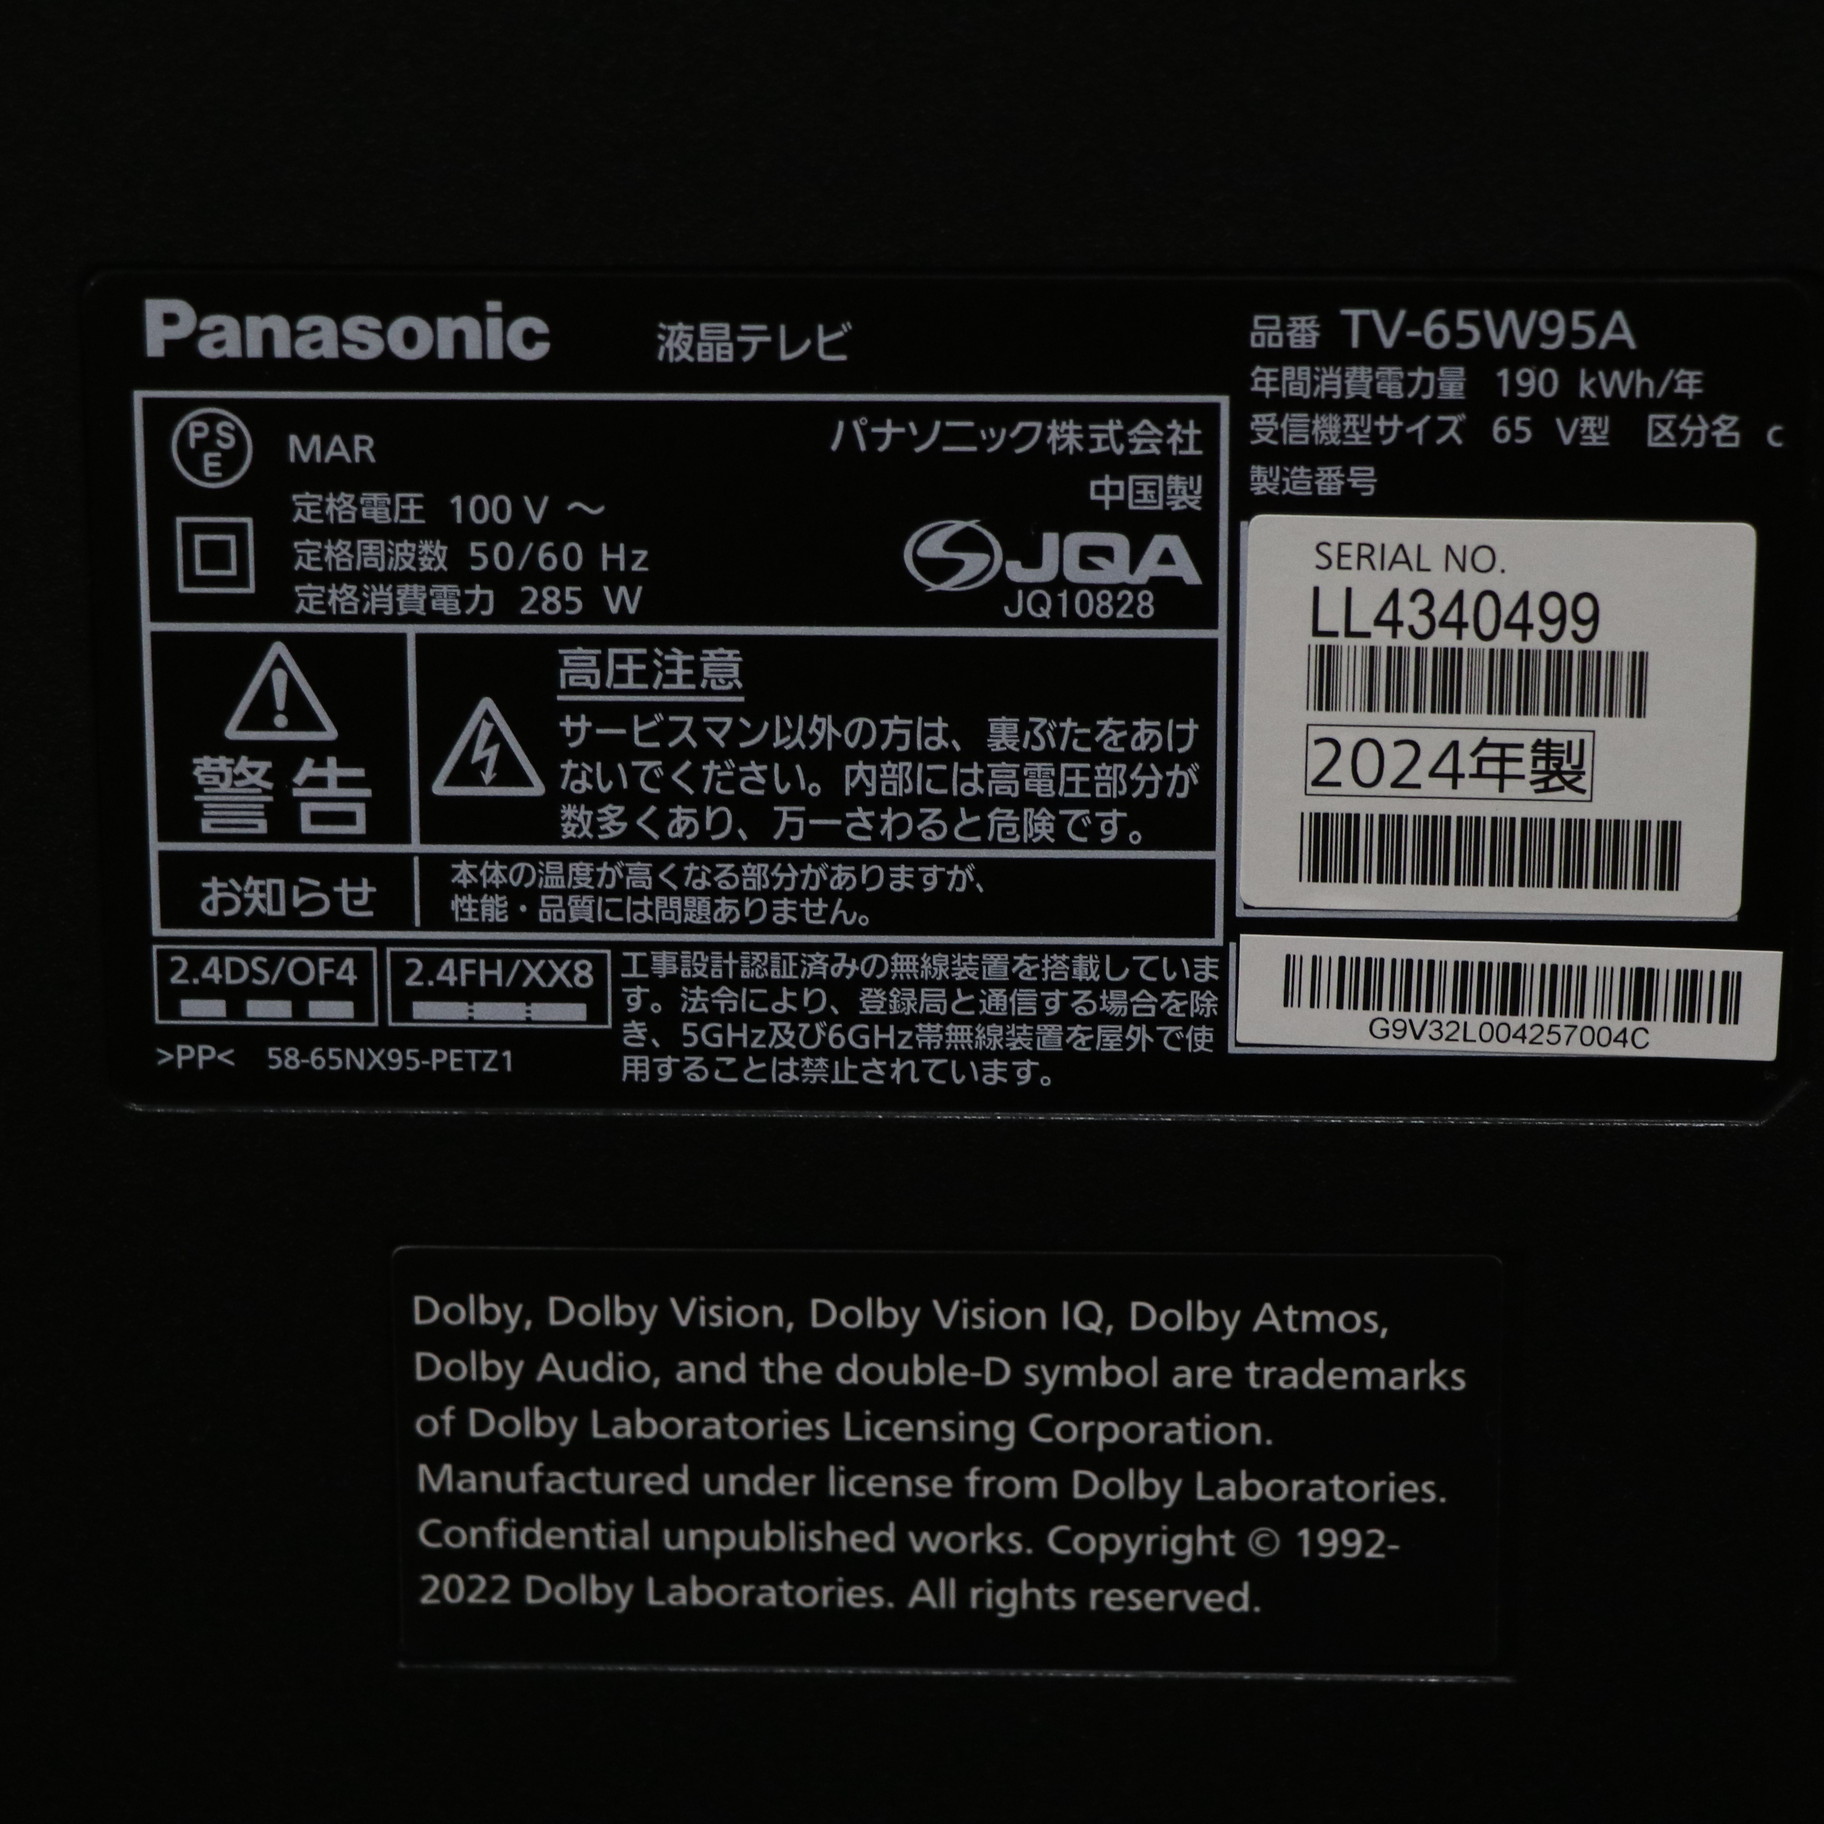 Panasonic 液晶テレビ
PS
E
MAR
パナソニック株式会社
中国製
定格電圧 100 V ～
定格周波数 50/60 Hz
定格消費電力 285 W
JQA
JQ10828
警告
高圧注意
サービスマン以外の方は、裏ぶたをあけ
ないでください。内部には高電圧部分が
数多くあり、万一さわると危険です。
お知らせ
本体の温度が高くなる部分がありますが、
性能・品質には問題ありません。
2.4DS/OF4
2.4FH/XX8
工事設計認証済みの無線装置を搭載していま
す。法令により、登録局と通信する場合を除
き、5GHz及び6GHz帯無線装置を屋外で使
用することは禁止されています。
>PP< 58-65NX95-PETZ1
品番 TV-65W95A
年間消費電力量 190 kWh/年
受信機型サイズ 65 V型 区分名 c
製造番号
SERIAL NO.
LL4340499
2024年製
G9V32L004257004C
Dolby, Dolby Vision, Dolby Vision IQ, Dolby Atmos,
Dolby Audio, and the double-D symbol are trademarks
of Dolby Laboratories Licensing Corporation.
Manufactured under license from Dolby Laboratories.
Confidential unpublished works. Copyright © 1992-
2022 Dolby Laboratories. All rights reserved.